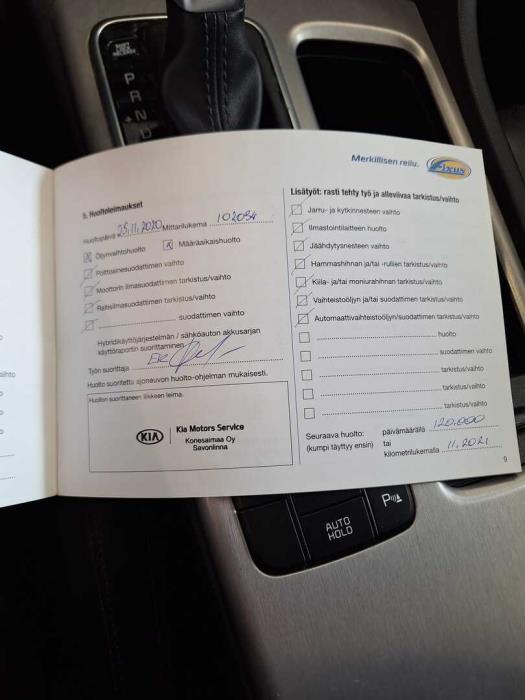 P
R
N
D
Merkillisen reilu.
5. Huoltoleimaukset
Huoltopäivä 25.11.2020 Mittarilukema 102034
Öljynvaihtohuolto
Määräaikaishuolto
Polttoainesuodattimen vaihto
Moottorin ilmansuodattimen tarkistus/vaihto
Raitisilmasuodattimen tarkistus/vaihto
suodattimen vaihto
Hybridikäyttöjärjestelmän / sähköauton akkusarjan
käyttöraportin suorittaminen
Työn suorittaja
Huolto suoritettu ajoneuvon huolto-ohjelman mukaisesti.
Huollon suorittaneen liikkeen leima.
KIA
Kia Motors Service
Konesaimaa Oy
Savonlinna
Lisätyöt: rasti tehty työ ja alleviivaa tarkistus/vaihto
Jarru- ja kytkinnesteen vaihto
Ilmastointilaitteen huolto
Jäähdytysnesteen vaihto
Hammashihnan ja/tai -rullien tarkistus/vaihto
Kiila- ja/tai moniurahihnan tarkistus/vaihto
Vaihteistoöljyn ja/tai suodattimen tarkistus/vaihto
Automaattivaihteistoöljyn/suodattimen tarkistus/vaihto
huolto
suodattimen vaihto
tarkistus/vaihto
tarkistus/vaihto
tarkistus/vaihto
Seuraava huolto: päivämäärällä 120.000
(kumpi täyttyy ensin) tai
kilometrilukemalla 11.2021
9
AUTO
HOLD
P